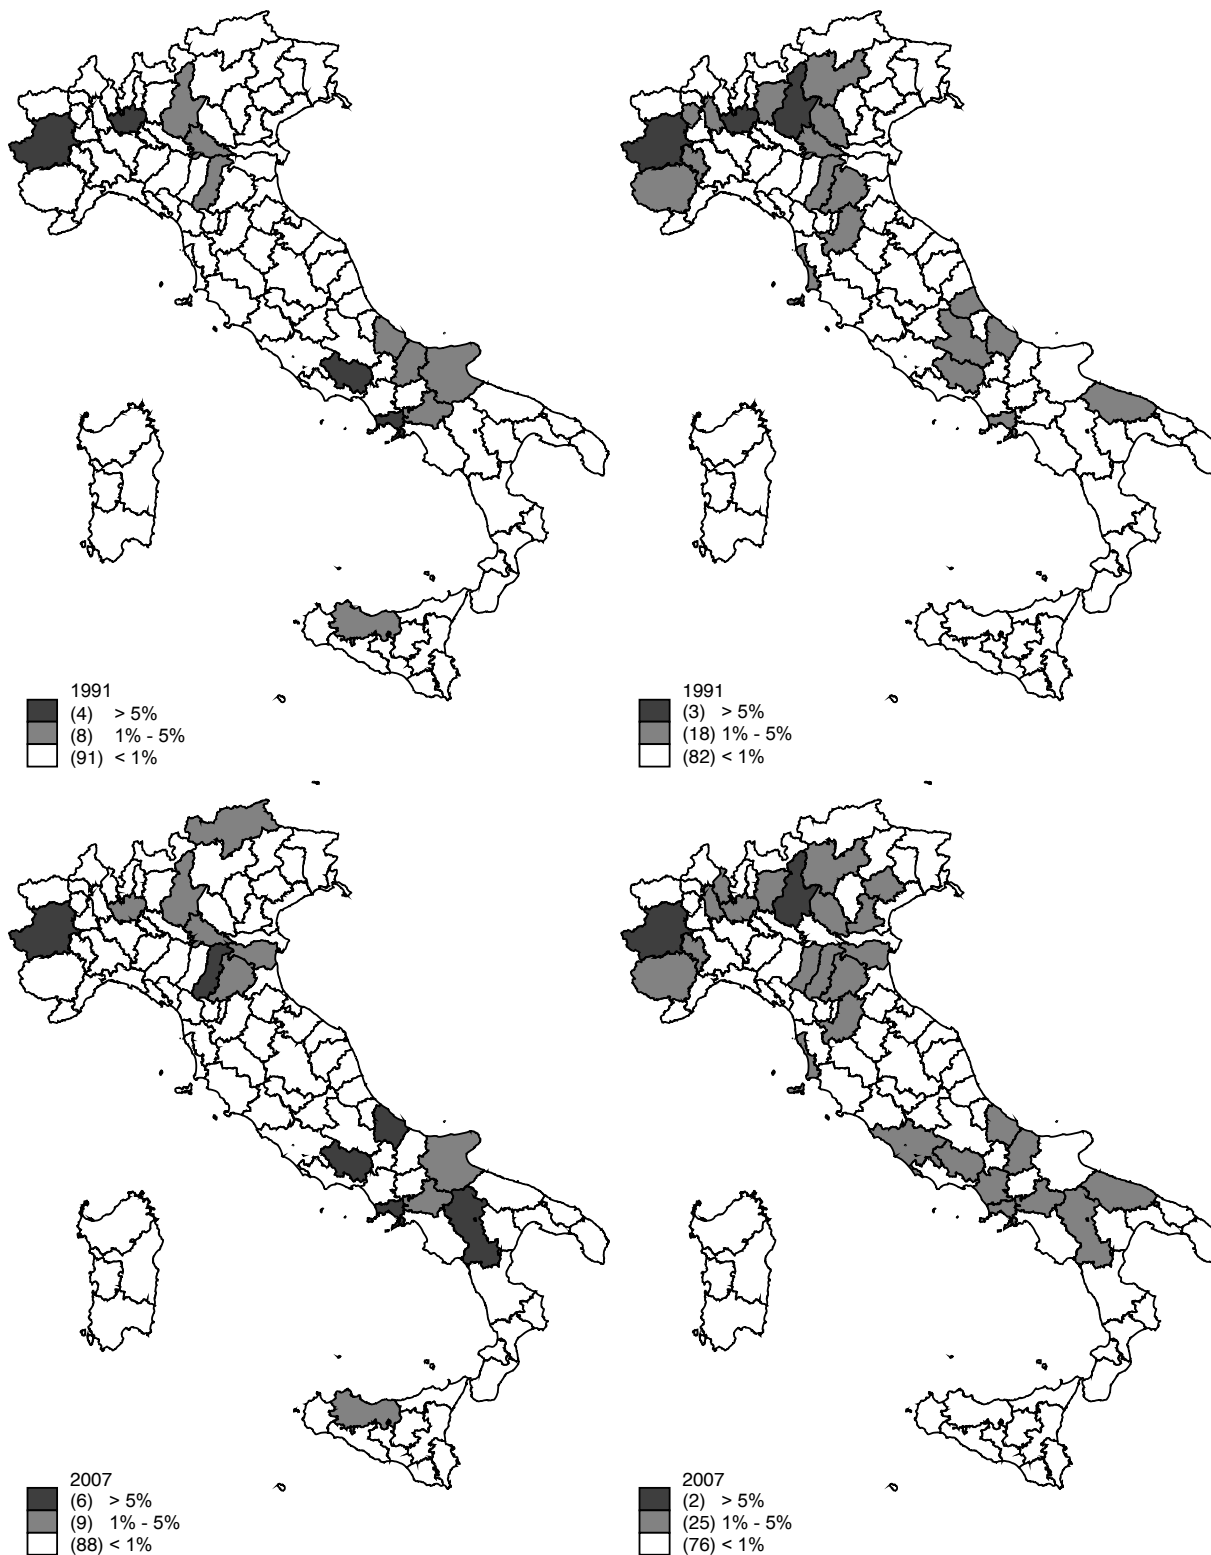 1991
(4) > 5%
(8) 1% - 5%
(91) < 1%
1991
(3) > 5%
(18) 1% - 5%
(82) < 1%
2007
(6) > 5%
(9) 1% - 5%
(88) < 1%
2007
(2) > 5%
(25) 1% - 5%
(76) < 1%